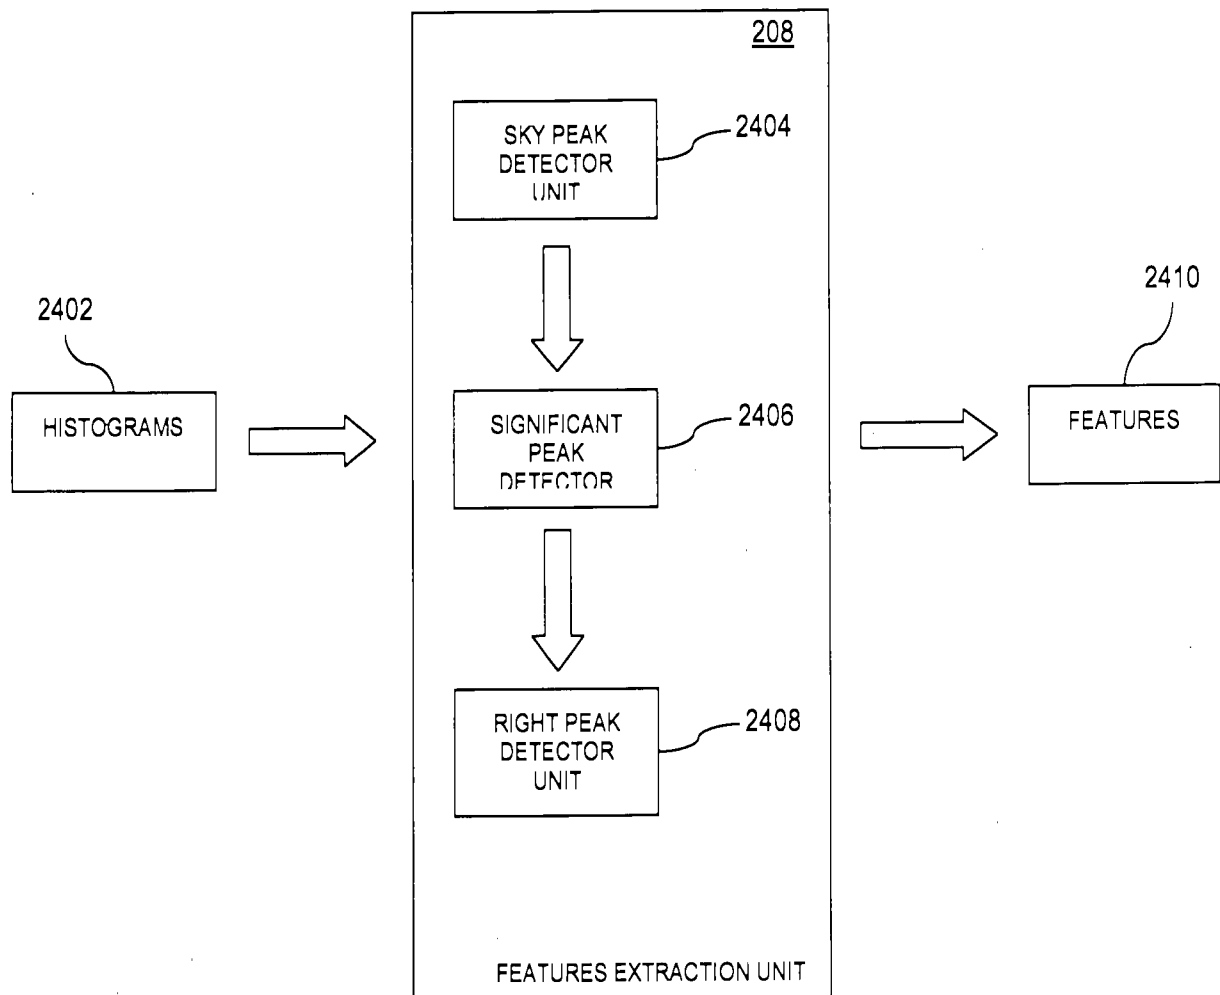 208
SKY PEAK
DETECTOR
UNIT
2404
2402
HISTOGRAMS
SIGNIFICANT
PEAK
DETECTOR
2406
2410
FEATURES
RIGHT PEAK
DETECTOR
UNIT
2408
FEATURES EXTRACTION UNIT